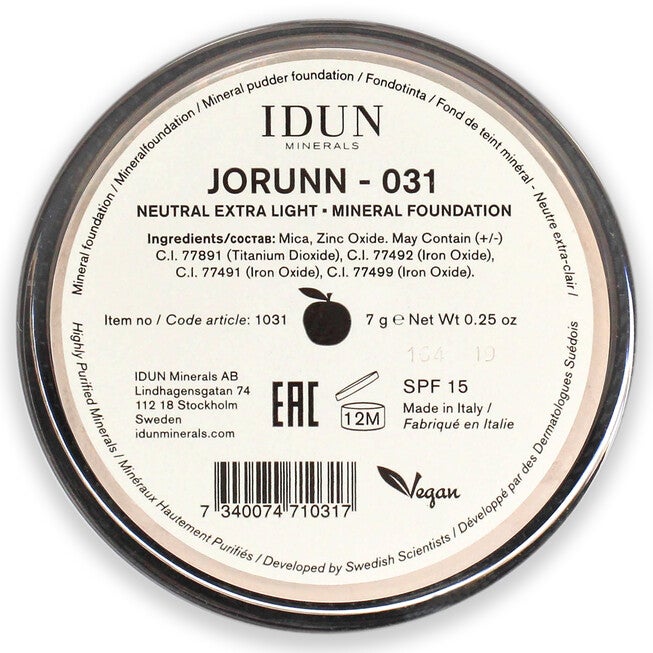 Mineral foundation / Mineralfoundation / Mineral pudder foundation / Fondotinta / Fond de teint minéral - Neutre extra-clair /
IDUN
MINERALS
JORUNN - 031
NEUTRAL EXTRA LIGHT • MINERAL FOUNDATION
Ingredients/состав: Mica, Zinc Oxide. May Contain (+/-)
C.I. 77891 (Titanium Dioxide), C.I. 77492 (Iron Oxide),
C.I. 77491 (Iron Oxide), C.I. 77499 (Iron Oxide).
Item no / Code article: 1031
7 g ℮ Net Wt 0.25 oz
164 19
IDUN Minerals AB
Lindhagensgatan 74
112 18 Stockholm
Sweden
idunminerals.com
EAC
12M
SPF 15
Made in Italy /
Fabriqué en Italie
7 340074 710317
Vegan
Highly Purified Minerals / Minéraux Hautement Purifiés / Developed by Swedish Scientists / Développé par des Dermatologues Suédois